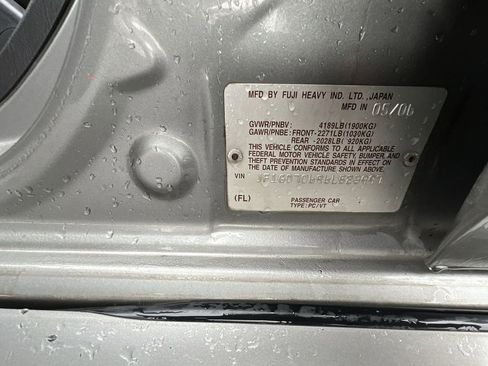 MFD BY FUJI HEAVY IND. LTD.,JAPAN
MFD IN 05/06
GVWR/PNBV: 4189LB(1900KG)
GAWR/PNBE:FRONT-2271LB(1030KG)
REAR -2028LB( 920KG)
THIS VEHICLE CONFORMS TO ALL APPLICABLE
FEDERAL MOTOR VEHICLE SAFETY, BUMPER, AND
THEFT PREVENTION STANDARDS IN EFFECT ON
THE DATE OF MANUFACTURE SHOWN ABOVE.
VIN
(FL)
PASSENGER CAR
TYPE:PC/VT